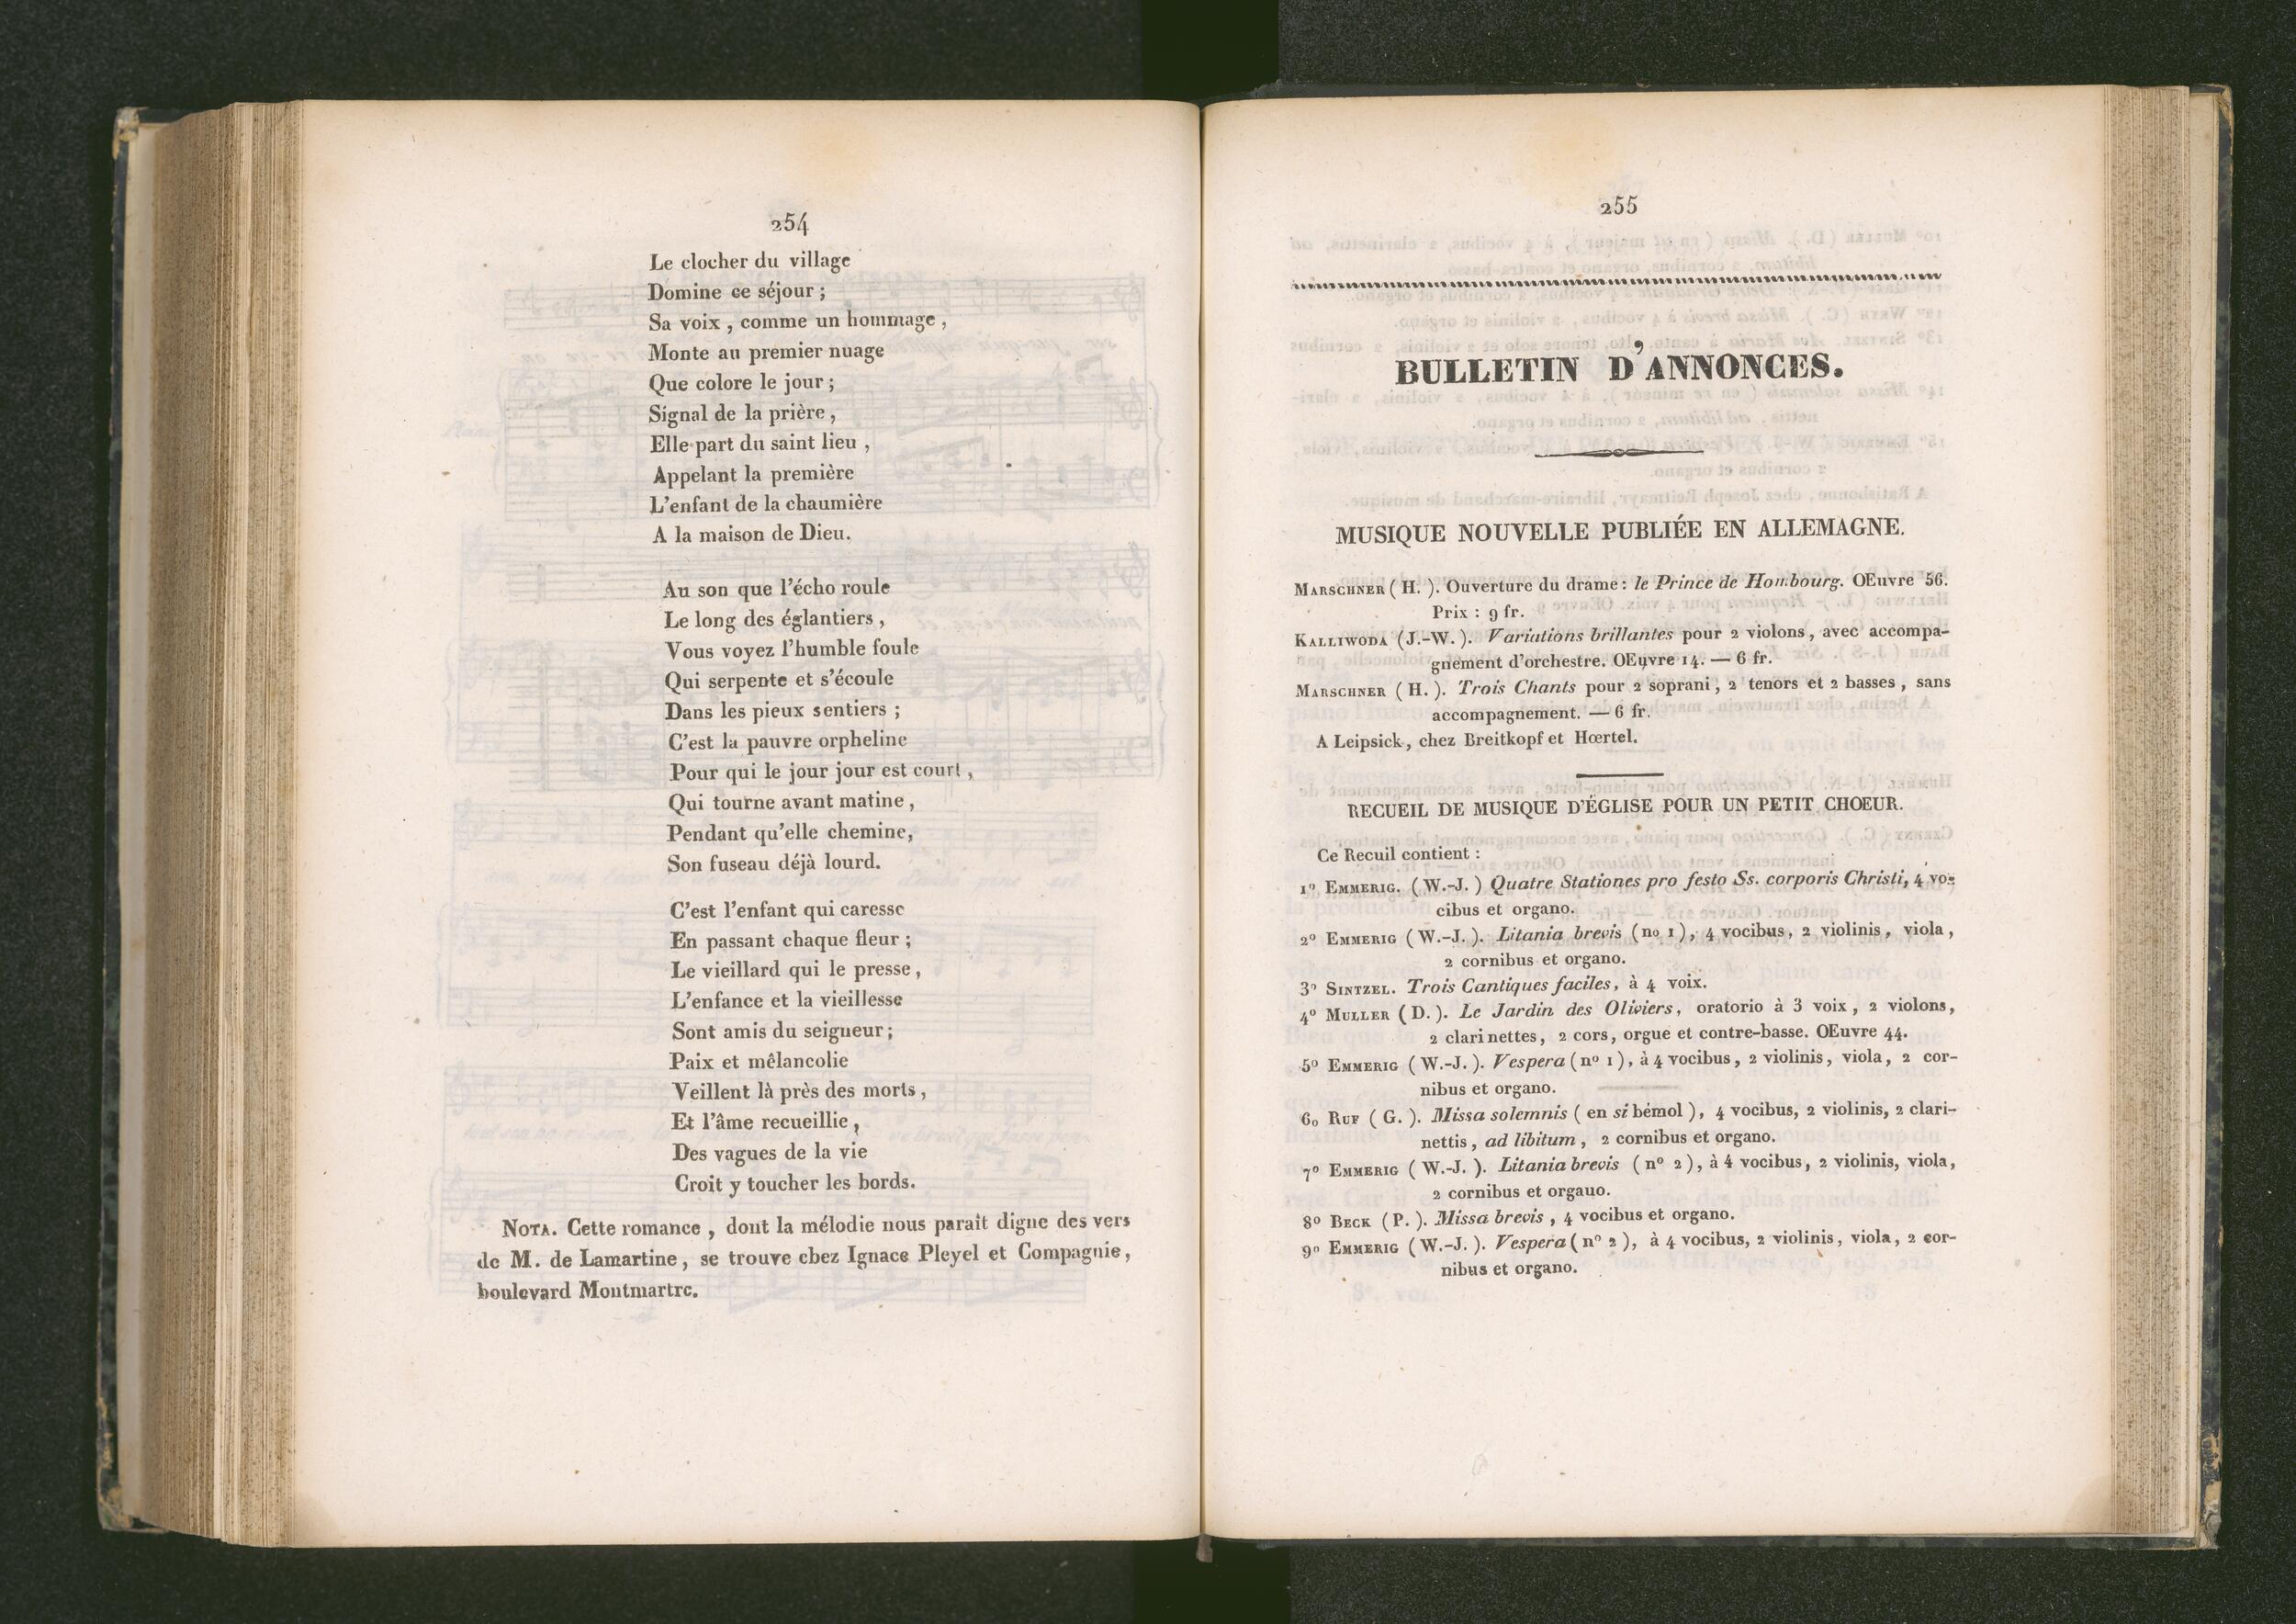 254
Le clocher du village
Domine ce séjour ;
Sa voix , comme un hommage ,
Monte au premier nuage
Que colore le jour ;
Signal de la prière ,
Elle part du saint lieu ,
Appelant la première
L'enfant de la chaumière
A la maison de Dieu.
Au son que l'écho roule
Le long des églantiers ,
Vous voyez l'humble foule
Qui serpente et s'écoule
Dans les pieux sentiers ;
C'est la pauvre orpheline
Pour qui le jour jour est court ,
Qui tourne avant matine ,
Pendant qu'elle chemine,
Son fuseau déjà lourd.
C'est l'enfant qui caresse
En passant chaque fleur ;
Le vieillard qui le presse ,
L'enfance et la vieillesse
Sont amis du seigneur ;
Paix et mêlancolie
Veillent là près des morts ,
Et l'âme recueillie ,
Des vagues de la vie
Croit y toucher les bords.
NOTA. Cette romance , dont la mélodie nous paraît digne des vers
de M. de Lamartine , se trouve chez Ignace Pleyel et Compagnie ,
boulevard Montmartre.
255
BULLETIN D'ANNONCES.
MUSIQUE NOUVELLE PUBLIÉE EN ALLEMAGNE.
MARSCHNER ( H. ). Ouverture du drame : le Prince de Hombourg. OEuvre 56.
Prix : 9 fr.
KALLIWODA (J.-W. ). Variations brillantes pour 2 violons , avec accompa-
gnement d'orchestre. OEuvre 14. — 6 fr.
MARSCHNER ( H. ). Trois Chants pour 2 soprani , 2 tenors et 2 basses , sans
accompagnement. — 6 fr.
A Leipsick , chez Breitkopf et Hœrtel.
RECUEIL DE MUSIQUE D'ÉGLISE POUR UN PETIT CHOEUR.
Ce Recuil contient :
1º EMMERIG. ( W.-J. ) Quatre Stationes pro festo Ss. corporis Christi, 4 vo-
cibus et organo.
2º EMMERIG ( W.-J. ). Litania brevis (nº 1), 4 vocibus, 2 violinis, viola ,
2 cornibus et organo.
3º SINTZEL. Trois Cantiques faciles , à 4 voix.
4º MULLER ( D. ). Le Jardin des Oliviers , oratorio à 3 voix , 2 violons,
2 clarinettes, 2 cors, orgue et contre-basse. OEuvre 44.
5º EMMERIG ( W.-J. ). Vespera ( nº 1 ), à 4 vocibus , 2 violinis, viola , 2 cor-
nibus et organo.
6º RUF ( G. ). Missa solemnis ( en si bémol ), 4 vocibus, 2 violinis, 2 clari-
nettis , ad libitum , 2 cornibus et organo.
7º EMMERIG ( W.-J. ). Litania brevis ( nº 2 ), à 4 vocibus, 2 violinis, viola,
2 cornibus et orgauo.
8º BECK ( P. ). Missa brevis , 4 vocibus et organo.
9º EMMERIG ( W.-J. ). Vespera ( nº 2 ), à 4 vocibus, 2 violinis , viola , 2 cor-
nibus et organo.